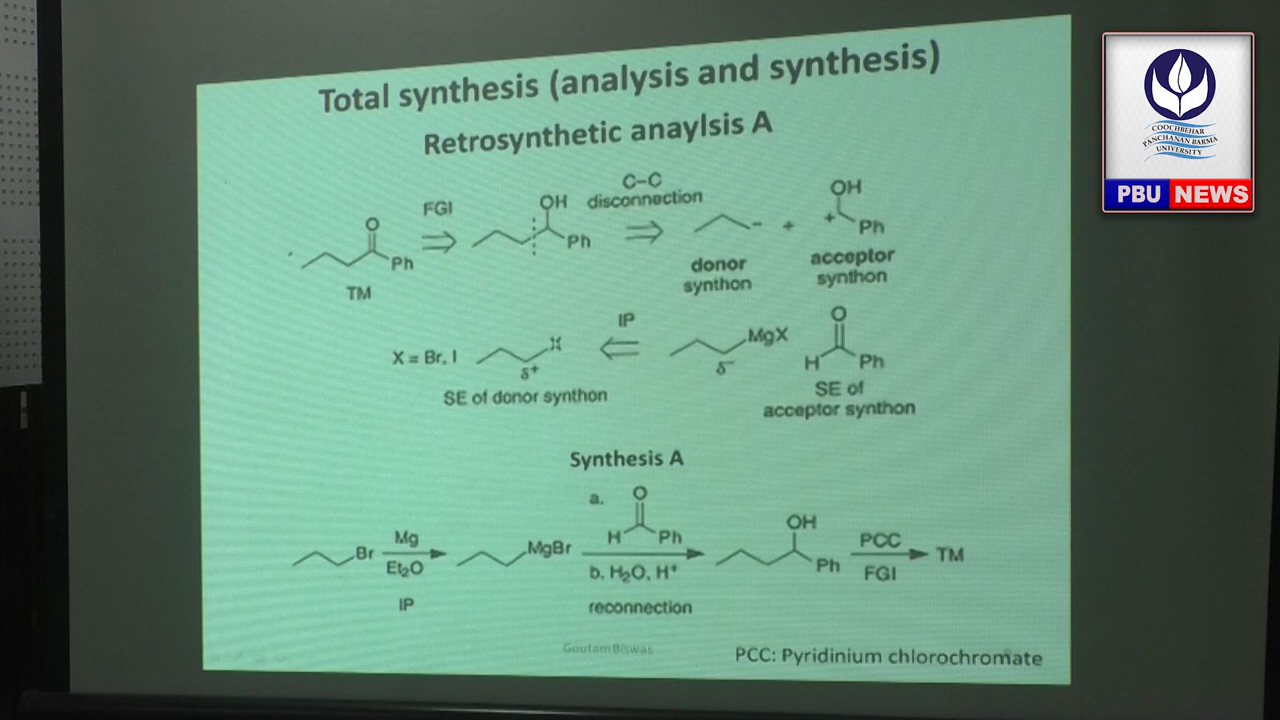 Total synthesis (analysis and synthesis)
Retrosynthetic anaylsis A
O
Ph
TM
FGI
OH
Ph
C-C
disconnection
-
+
donor
synthon
OH
+
Ph
acceptor
synthon
X = Br, I
X
δ+
SE of donor synthon
IP
MgX
δ-
O
H
Ph
SE of
acceptor synthon
Synthesis A
Br
Mg
Et₂O
IP
MgBr
a.
O
H
Ph
b. H₂O, H⁺
reconnection
OH
Ph
PCC
FGI
TM
Goutam Biswas
PCC: Pyridinium chlorochromate
COOCHBEHAR
PANCHANAN BARMA
UNIVERSITY
PBU NEWS